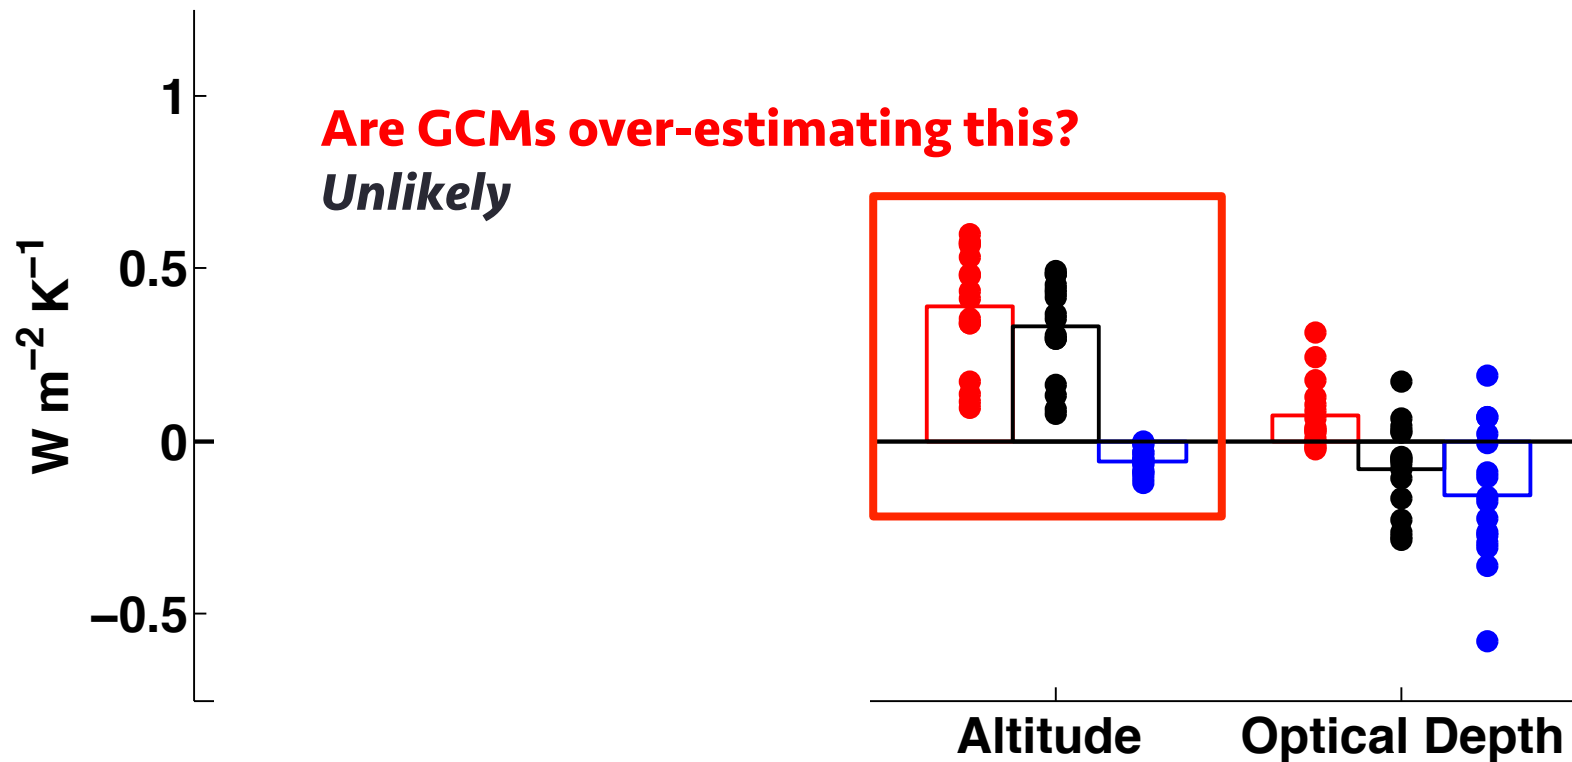 Are GCMs over-estimating this?
Unlikely
W m−2 K−1
1
0.5
0
−0.5
Altitude
Optical Depth